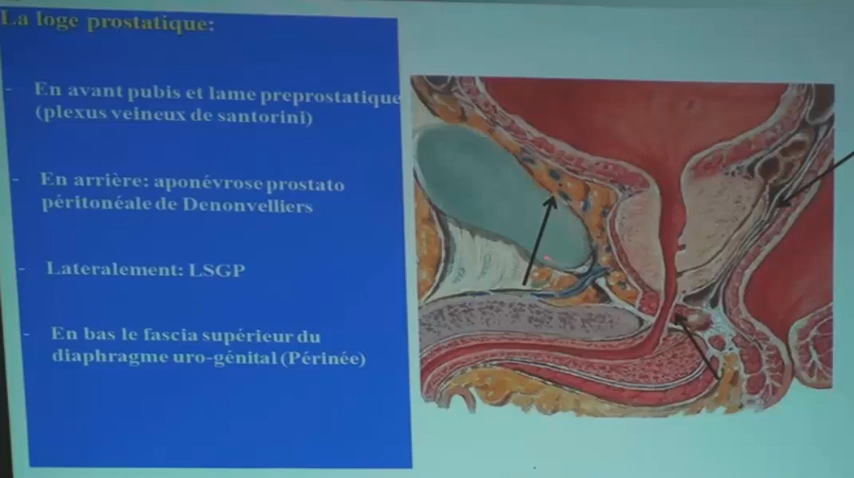 La loge prostatique:
- En avant pubis et lame preprostatique
(plexus veineux de santorini)
- En arrière: aponévrose prostato
péritonéale de Denonvelliers
- Lateralement: LSGP
- En bas le fascia supérieur du
diaphragme uro-génital (Périnée)